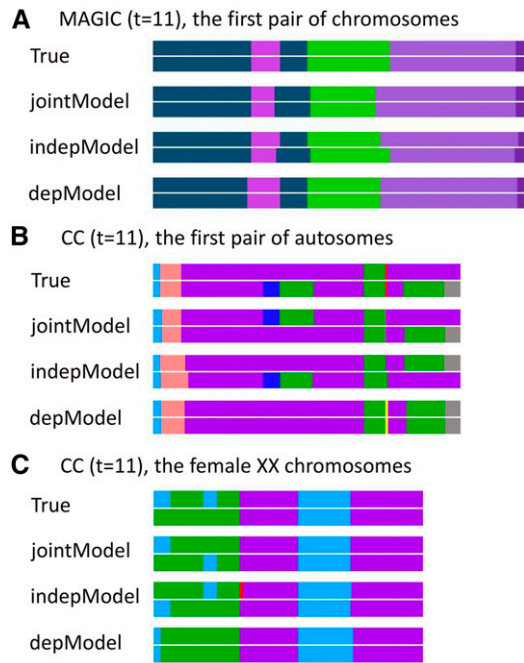 A MAGIC (t=11), the first pair of chromosomes
True
jointModel
indepModel
depModel
B CC (t=11), the first pair of autosomes
True
jointModel
indepModel
depModel
C CC (t=11), the female XX chromosomes
True
jointModel
indepModel
depModel